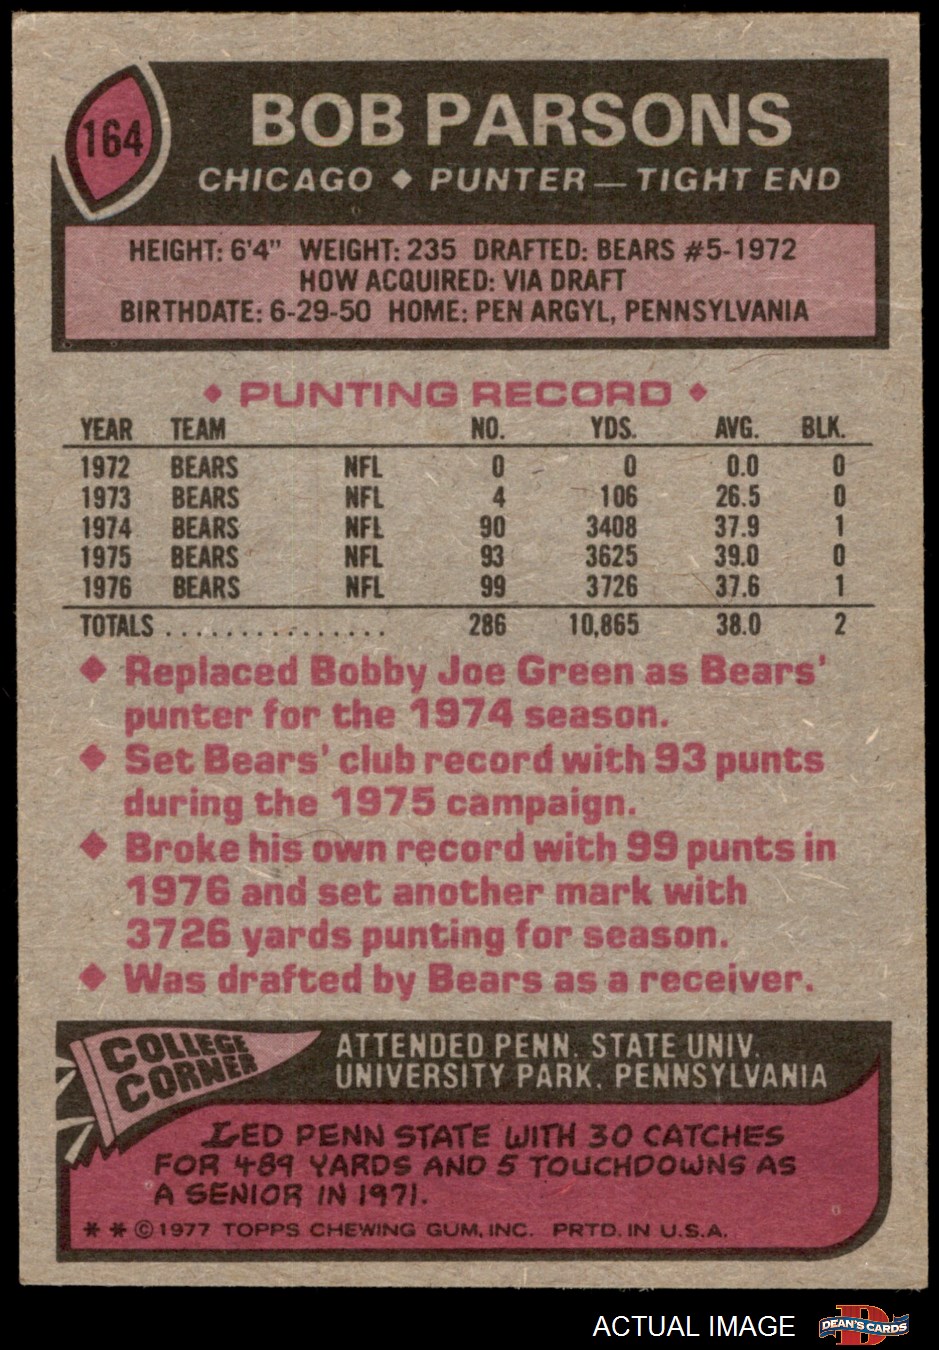 164
BOB PARSONS
CHICAGO ♦ PUNTER — TIGHT END
HEIGHT: 6'4" WEIGHT: 235 DRAFTED: BEARS #5-1972
HOW ACQUIRED: VIA DRAFT
BIRTHDATE: 6-29-50 HOME: PEN ARGYL, PENNSYLVANIA
♦ PUNTING RECORD ♦
YEAR TEAM NO. YDS. AVG. BLK.
1972 BEARS NFL 0 0 0.0 0
1973 BEARS NFL 4 106 26.5 0
1974 BEARS NFL 90 3408 37.9 1
1975 BEARS NFL 93 3625 39.0 0
1976 BEARS NFL 99 3726 37.6 1
TOTALS . . . . . . . . . . . . . . . 286 10,865 38.0 2
♦ Replaced Bobby Joe Green as Bears'
punter for the 1974 season.
♦ Set Bears' club record with 93 punts
during the 1975 campaign.
♦ Broke his own record with 99 punts in
1976 and set another mark with
3726 yards punting for season.
♦ Was drafted by Bears as a receiver.
COLLEGE
CORNER
ATTENDED PENN. STATE UNIV.
UNIVERSITY PARK, PENNSYLVANIA
LED PENN STATE WITH 30 CATCHES
FOR 489 YARDS AND 5 TOUCHDOWNS AS
A SENIOR IN 1971.
* * © 1977 TOPPS CHEWING GUM, INC. PRTD. IN U.S.A.
ACTUAL IMAGE
D
DEAN'S CARDS